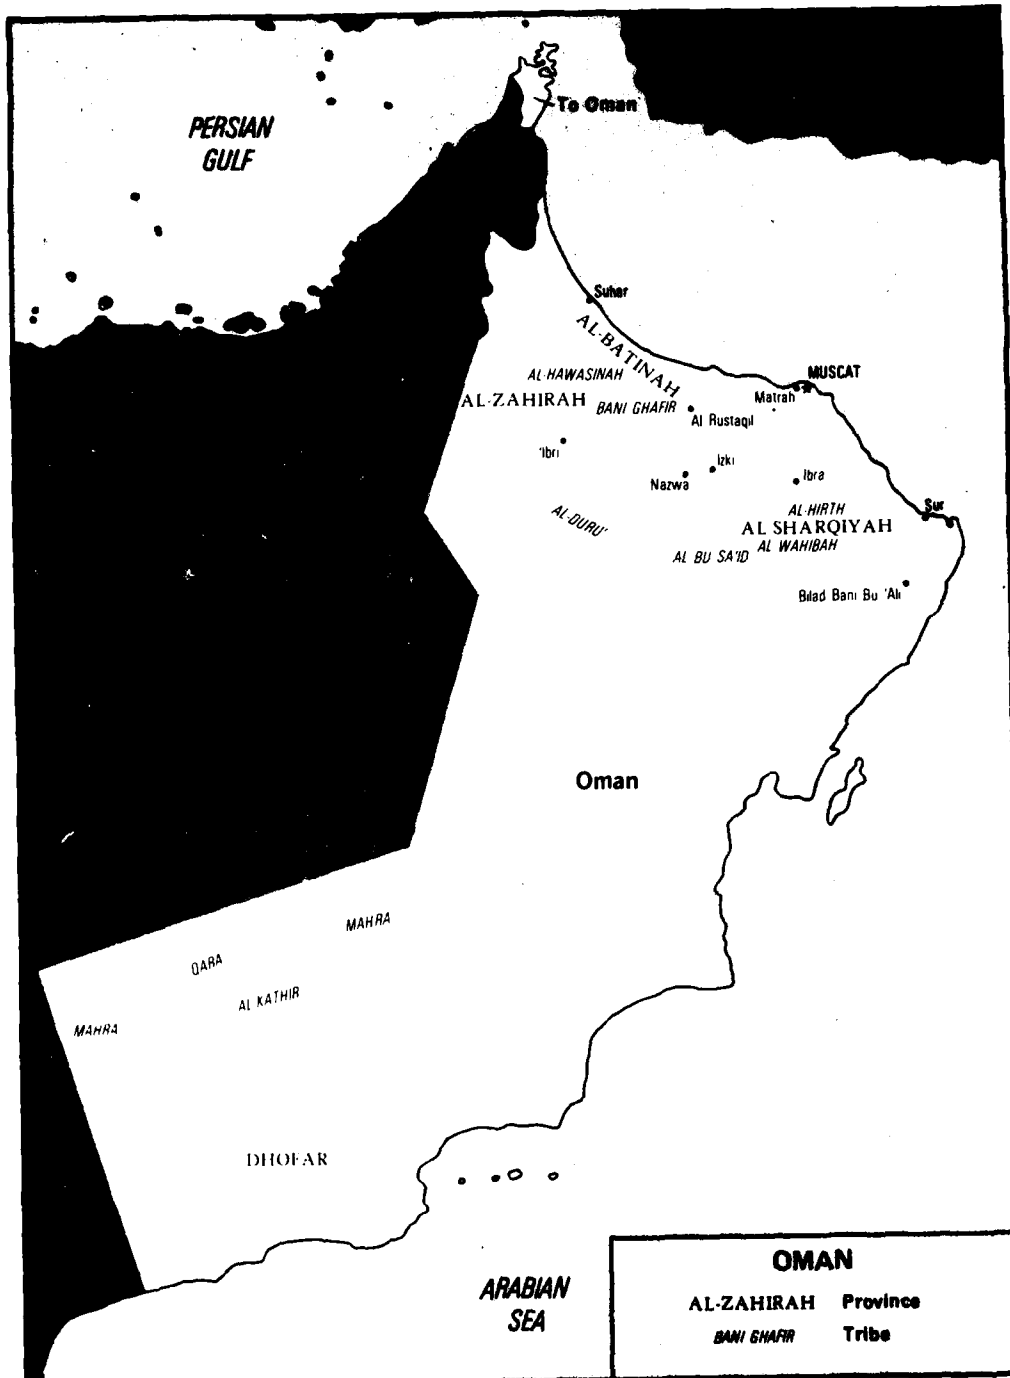 To Oman
PERSIAN
GULF
Suhar
AL-BATINAH
AL-HAWASINAH
MUSCAT
AL-ZAHIRAH
BANI GHAFIR
Matrah
Al Rustaqil
'Ibri
Izki
Nazwa
Ibra
AL-HIRTH
Sur
AL-DURU'
AL SHARQIYAH
AL WAHIBAH
AL BU SA'ID
Bilad Bani Bu 'Ali
Oman
MAHRA
QARA
AL KATHIR
MAHRA
DHOFAR
ARABIAN
SEA
OMAN
AL-ZAHIRAH Province
BANI GHAFIR Tribe